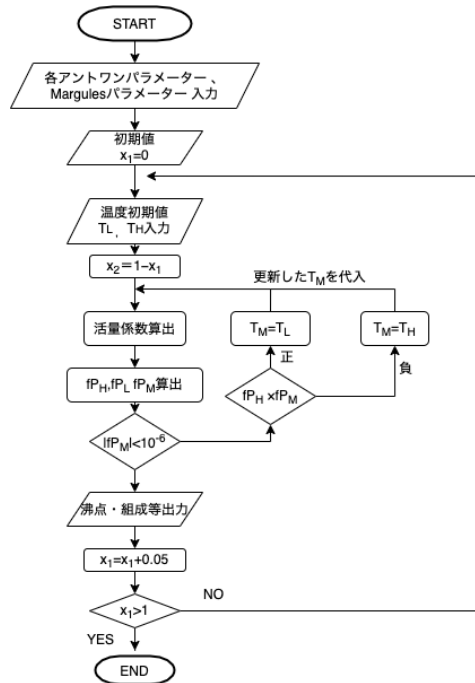 START
各アントワンパラメーター 、
Margulesパラメーター 入力
初期値
x₁=0
温度初期値
TL 、TH入力
x₂＝1−x₁
更新したTMを代入
活量係数算出
TM=TL
TM=TH
正
負
fPH,fPL fPM算出
fPH ×fPM
|fPM|<10⁻⁶
沸点・組成等出力
x₁=x₁+0.05
x₁>1
NO
YES
END